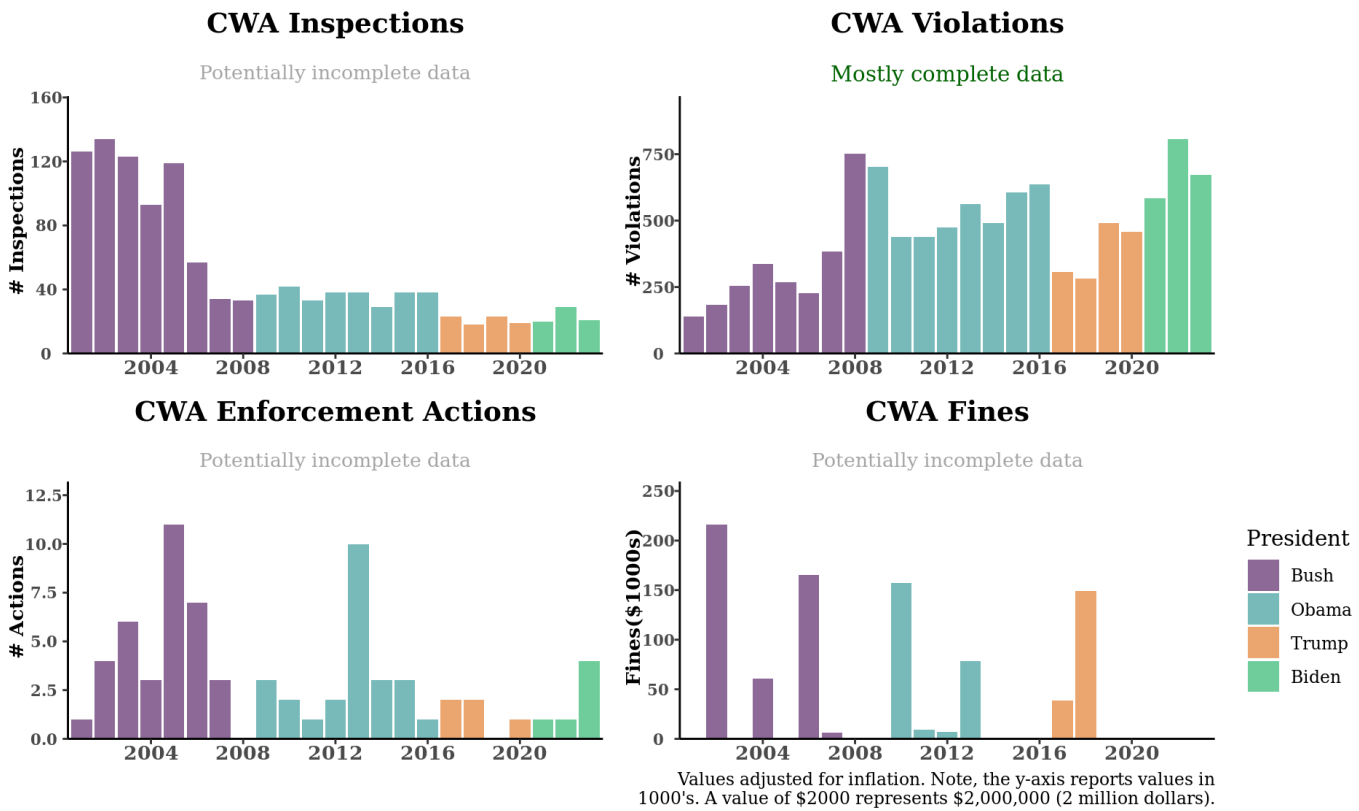 CWA Inspections
Potentially incomplete data
# Inspections
160
120
80
40
0
2004 2008 2012 2016 2020
CWA Violations
Mostly complete data
# Violations
750
500
250
0
2004 2008 2012 2016 2020
CWA Enforcement Actions
Potentially incomplete data
# Actions
12.5
10.0
7.5
5.0
2.5
0.0
2004 2008 2012 2016 2020
CWA Fines
Potentially incomplete data
Fines($1000s)
250
200
150
100
50
0
2004 2008 2012 2016 2020
President
Bush
Obama
Trump
Biden
Values adjusted for inflation. Note, the y-axis reports values in
1000's. A value of $2000 represents $2,000,000 (2 million dollars).